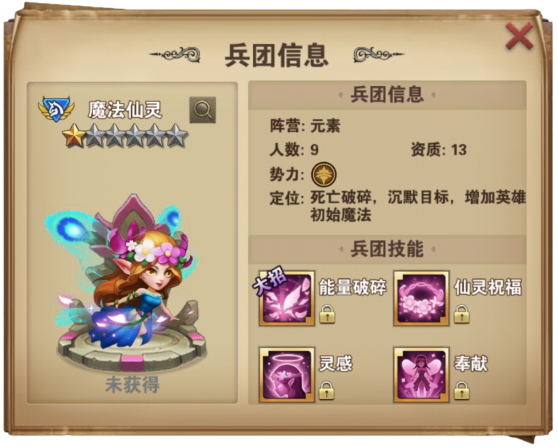 兵团信息
魔法仙灵
未获得
兵团信息
阵营: 元素
人数: 9 资质: 13
势力:
定位: 死亡破碎，沉默目标，增加英雄
初始魔法
兵团技能
大招 能量破碎 仙灵祝福
灵感 奉献